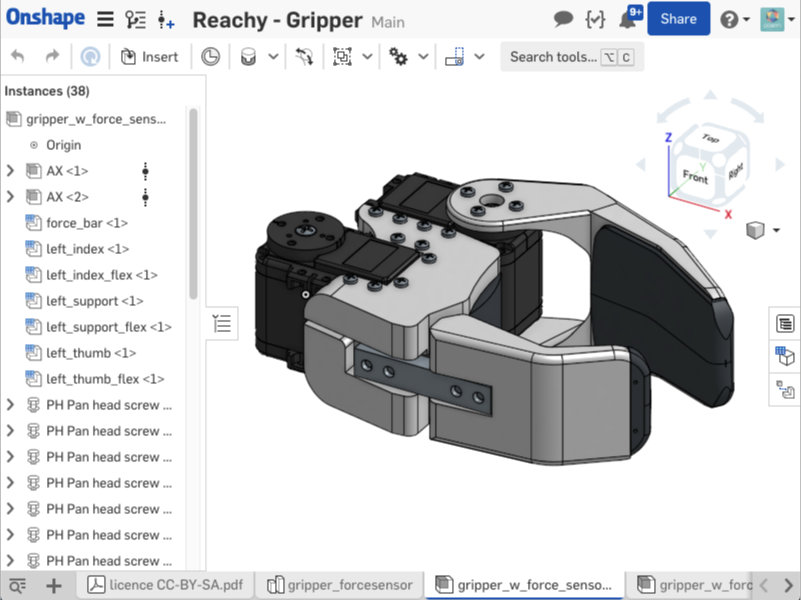 Onshape
Reachy - Gripper Main
9+
Share
Insert
Search tools... ⌥ C
Instances (38)
gripper_w_force_sens...
Origin
AX <1>
AX <2>
force_bar <1>
left_index <1>
left_index_flex <1>
left_support <1>
left_support_flex <1>
left_thumb <1>
left_thumb_flex <1>
PH Pan head screw ...
PH Pan head screw ...
PH Pan head screw ...
PH Pan head screw ...
PH Pan head screw ...
PH Pan head screw ...
PH Pan head screw ...
Z
Top
Y
Front
Right
X
licence CC-BY-SA.pdf
gripper_forcesensor
gripper_w_force_senso...
gripper_w_forc